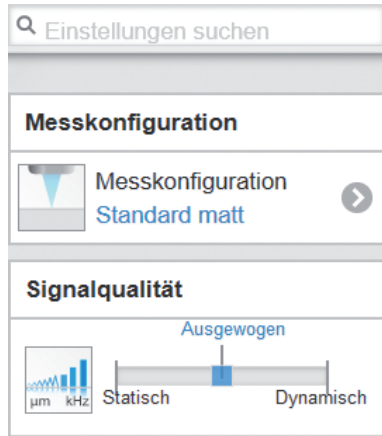 Einstellungen suchen
Messkonfiguration
Messkonfiguration
Standard matt
Signalqualität
Ausgewogen
µm kHz
Statisch Dynamisch